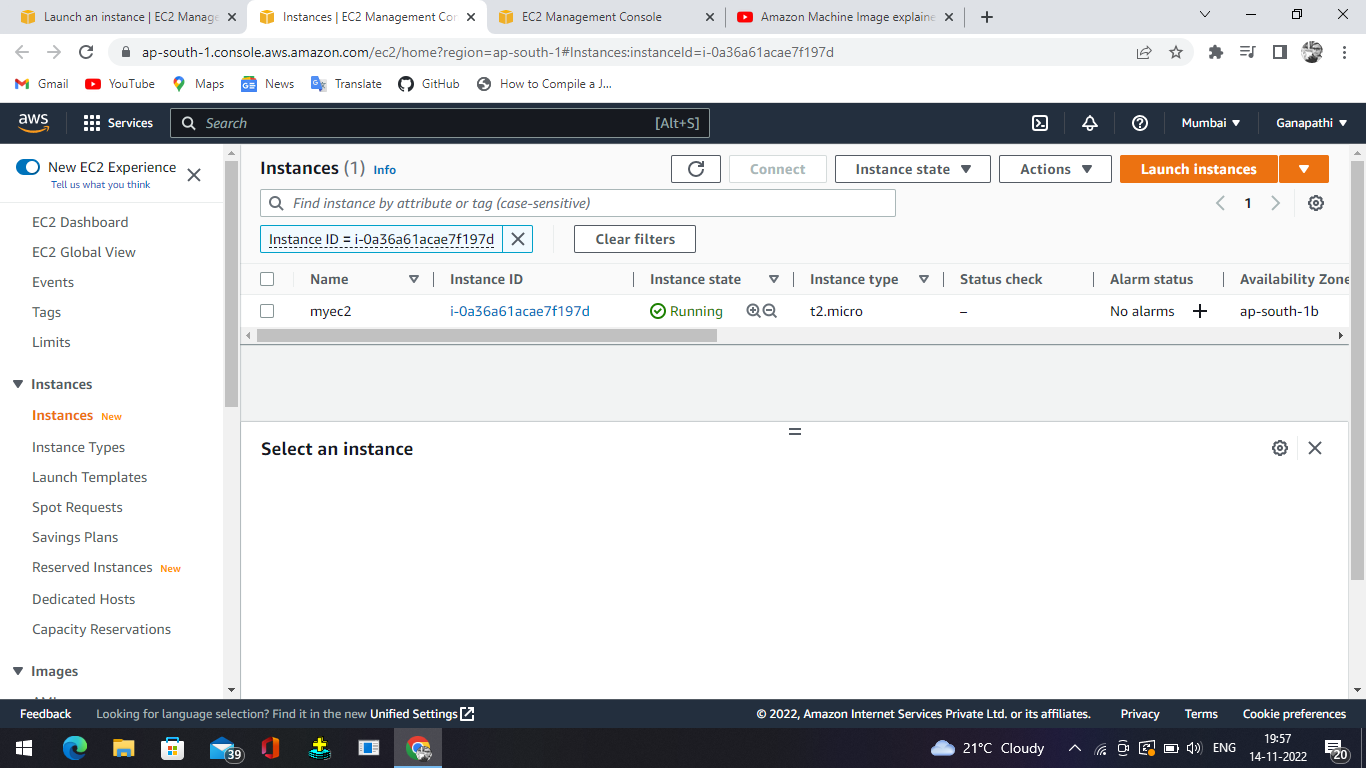 Launch an instance | EC2 Manage
Instances | EC2 Management Con
EC2 Management Console
Amazon Machine Image explaine
ap-south-1.console.aws.amazon.com/ec2/home?region=ap-south-1#Instances:instanceId=i-0a36a61acae7f197d
Gmail YouTube Maps News Translate GitHub How to Compile a J...
aws Services Search [Alt+S] Mumbai Ganapathi
New EC2 Experience
Tell us what you think
EC2 Dashboard
EC2 Global View
Events
Tags
Limits
Instances
Instances New
Instance Types
Launch Templates
Spot Requests
Savings Plans
Reserved Instances New
Dedicated Hosts
Capacity Reservations
Images
Instances (1) Info
Connect Instance state Actions Launch instances
Find instance by attribute or tag (case-sensitive)
1
Instance ID = i-0a36a61acae7f197d
Clear filters
Name Instance ID Instance state Instance type Status check Alarm status Availability Zone
myec2 i-0a36a61acae7f197d Running t2.micro – No alarms ap-south-1b
Select an instance
Feedback Looking for language selection? Find it in the new Unified Settings © 2022, Amazon Internet Services Private Ltd. or its affiliates. Privacy Terms Cookie preferences
39
21°C Cloudy
ENG
19:57
14-11-2022
20